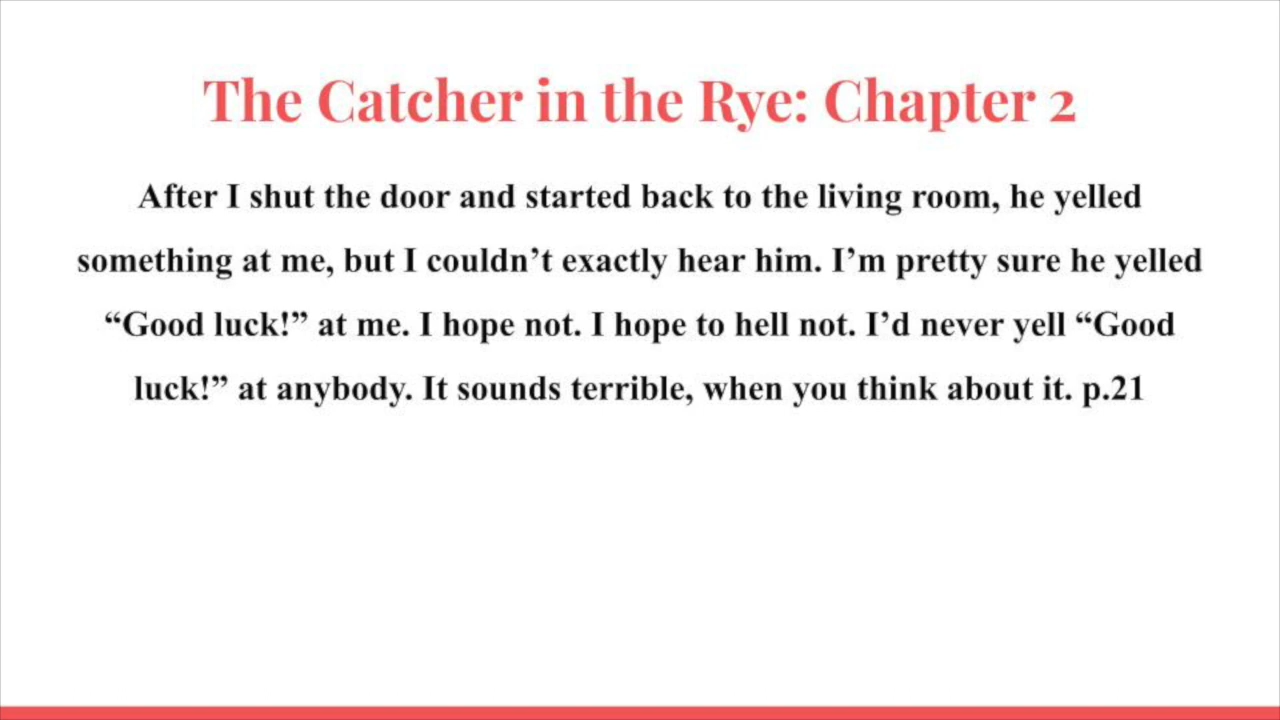 The Catcher in the Rye: Chapter 2
After I shut the door and started back to the living room, he yelled
something at me, but I couldn’t exactly hear him. I’m pretty sure he yelled
“Good luck!” at me. I hope not. I hope to hell not. I’d never yell “Good
luck!” at anybody. It sounds terrible, when you think about it. p.21